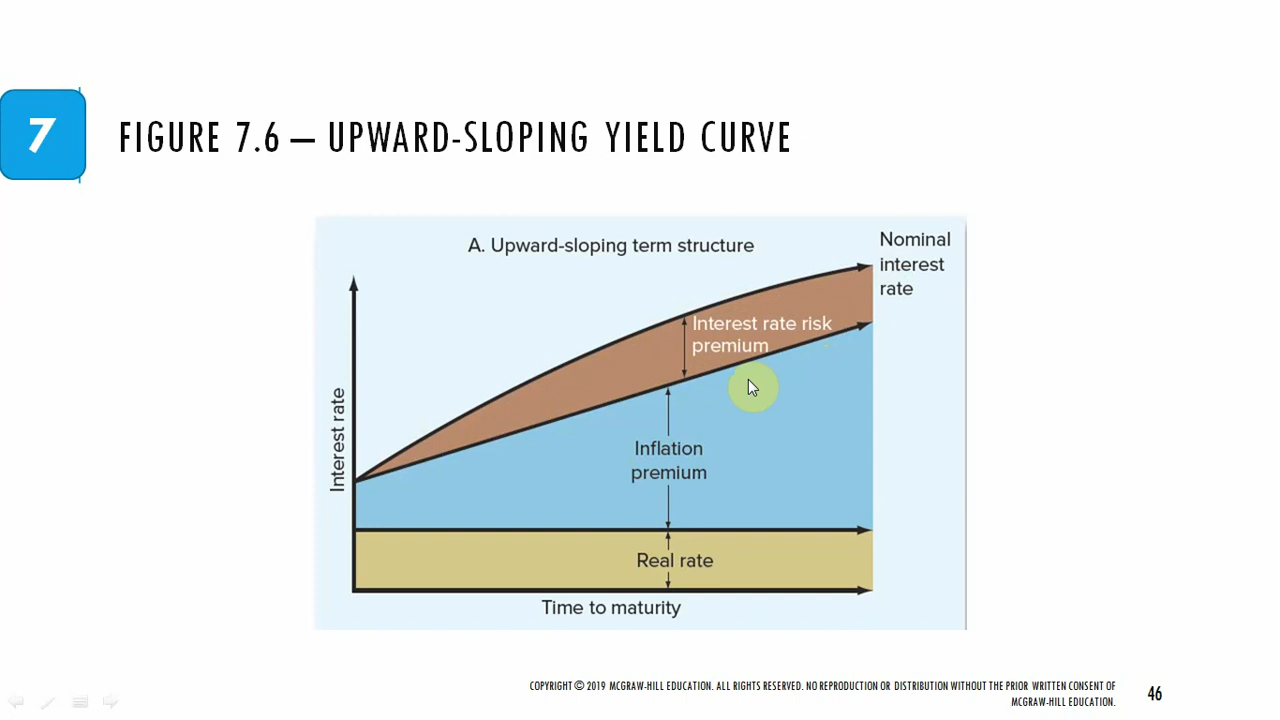 7
FIGURE 7.6 – UPWARD-SLOPING YIELD CURVE
A. Upward-sloping term structure
Nominal
interest
rate
Interest rate risk
premium
Interest rate
Inflation
premium
Real rate
Time to maturity
COPYRIGHT © 2019 MCGRAW-HILL EDUCATION. ALL RIGHTS RESERVED. NO REPRODUCTION OR DISTRIBUTION WITHOUT THE PRIOR WRITTEN CONSENT OF
MCGRAW-HILL EDUCATION.
46